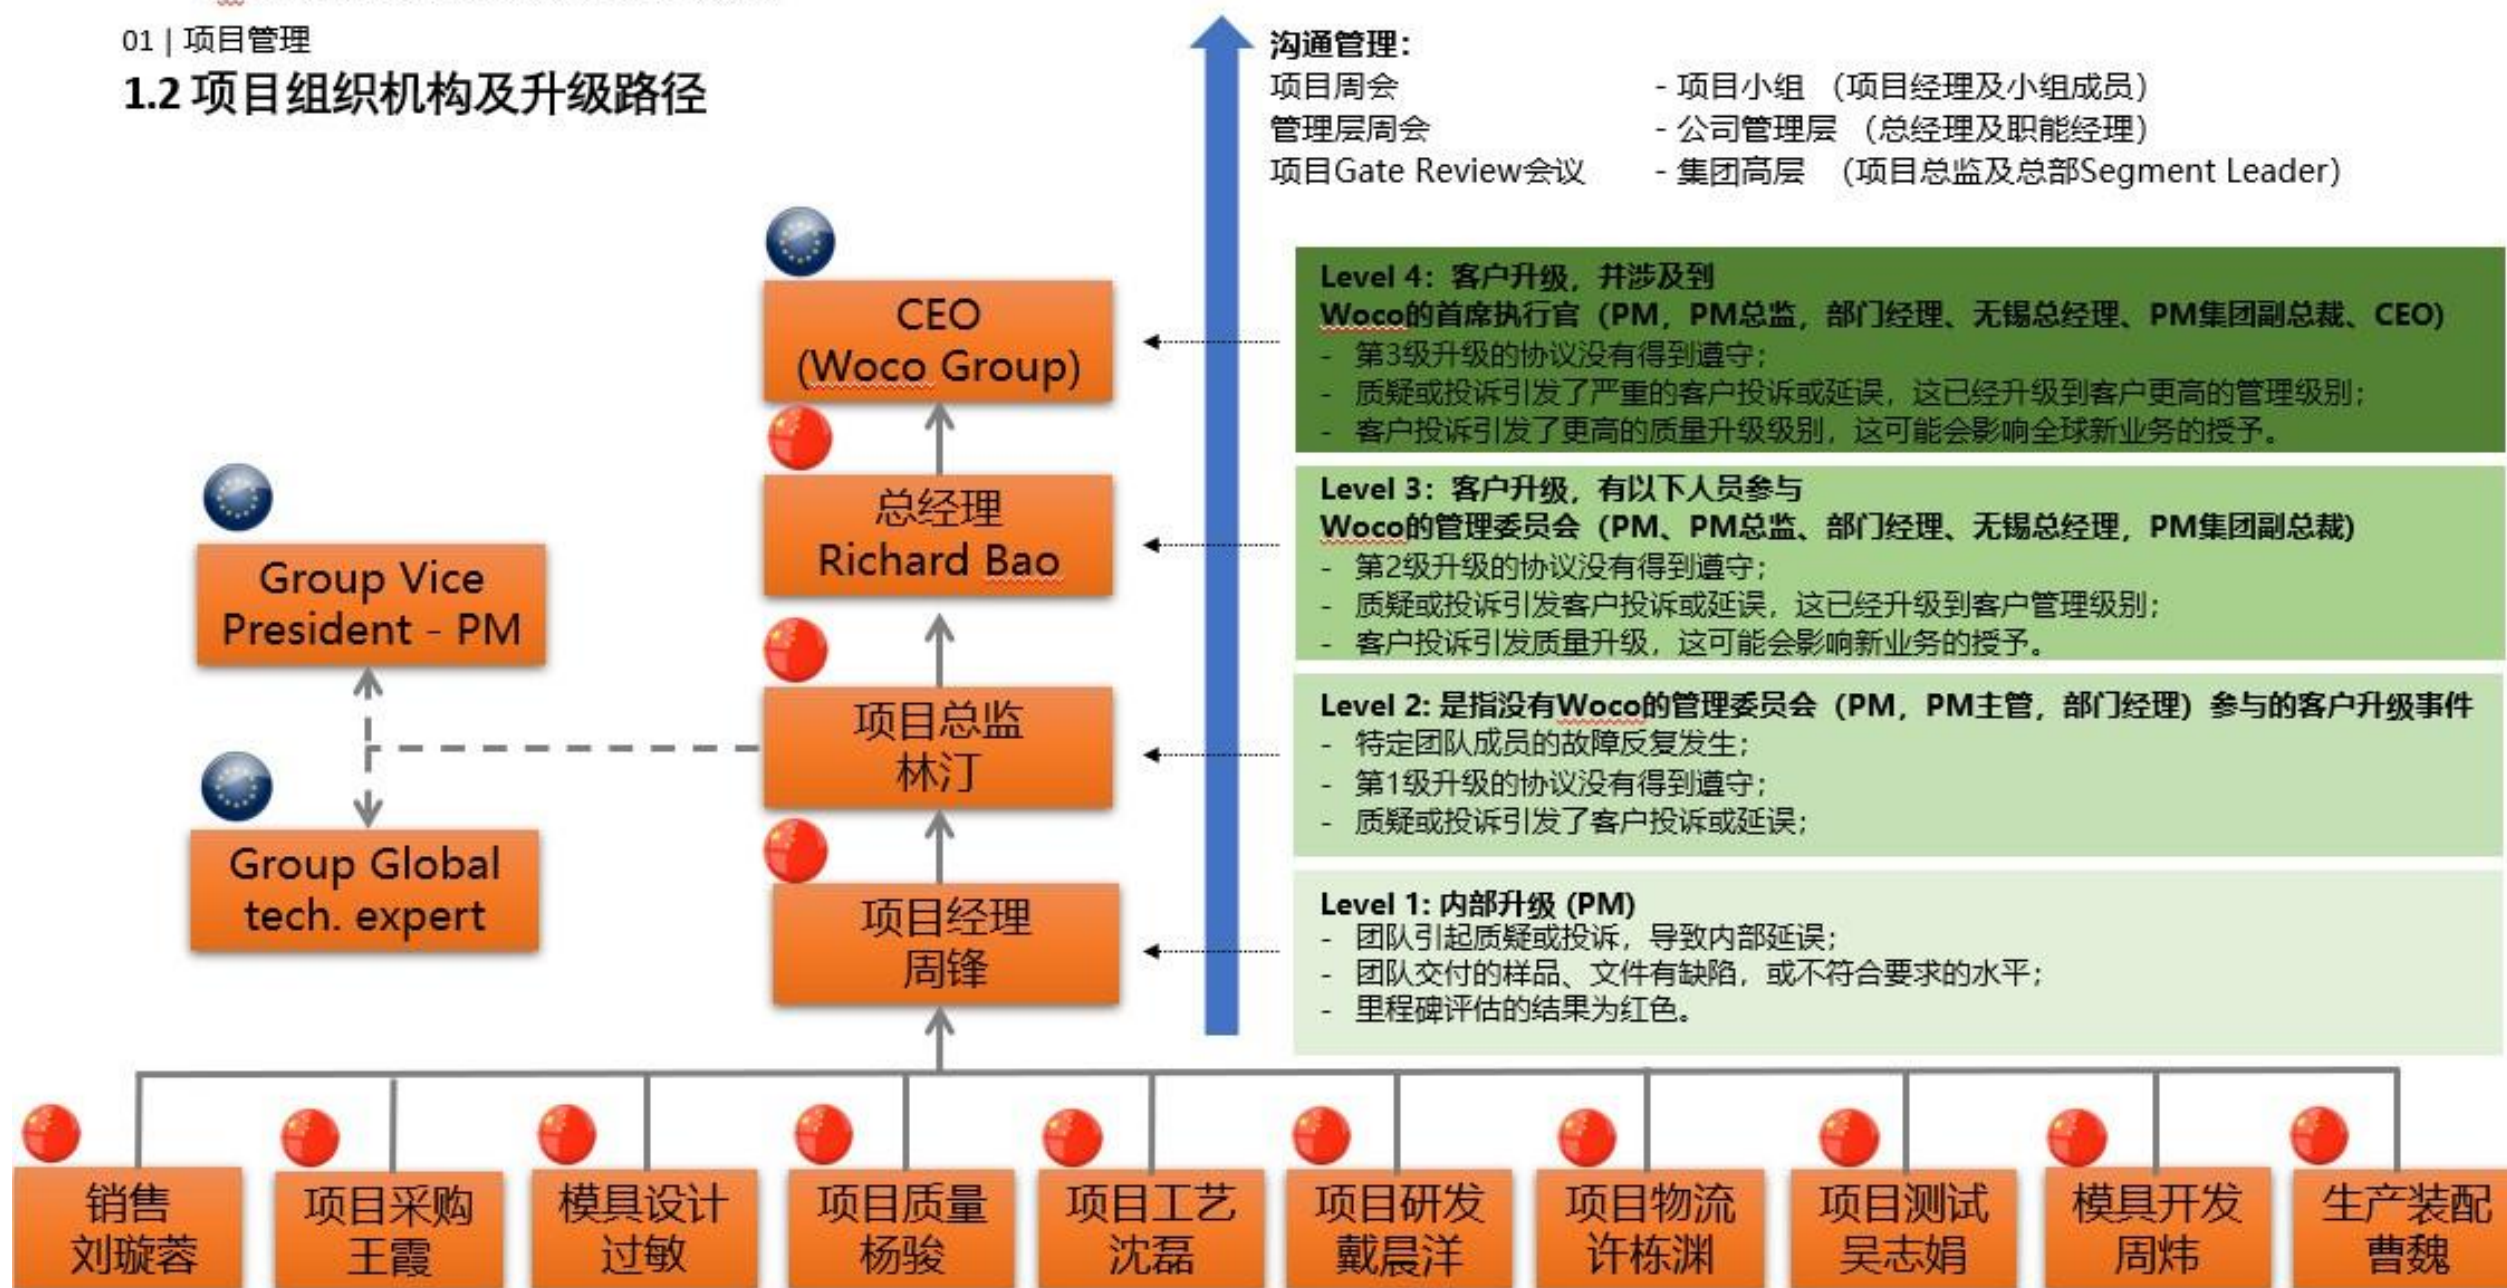 01 | 项目管理
1.2 项目组织机构及升级路径
沟通管理：
项目周会 - 项目小组 （项目经理及小组成员）
管理层周会 - 公司管理层 （总经理及职能经理）
项目Gate Review会议 - 集团高层 （项目总监及总部Segment Leader）
CEO
(Woco Group)
总经理
Richard Bao
Group Vice
President - PM
项目总监
林汀
Group Global
tech. expert
项目经理
周锋
Level 4：客户升级，并涉及到
Woco的首席执行官（PM，PM总监，部门经理、无锡总经理、PM集团副总裁、CEO)
- 第3级升级的协议没有得到遵守；
- 质疑或投诉引发了严重的客户投诉或延误，这已经升级到客户更高的管理级别；
- 客户投诉引发了更高的质量升级级别，这可能会影响全球新业务的授予。
Level 3：客户升级，有以下人员参与
Woco的管理委员会（PM、PM总监、部门经理、无锡总经理，PM集团副总裁)
- 第2级升级的协议没有得到遵守；
- 质疑或投诉引发客户投诉或延误，这已经升级到客户管理级别；
- 客户投诉引发质量升级，这可能会影响新业务的授予。
Level 2: 是指没有Woco的管理委员会（PM，PM主管，部门经理）参与的客户升级事件
- 特定团队成员的故障反复发生；
- 第1级升级的协议没有得到遵守；
- 质疑或投诉引发了客户投诉或延误；
Level 1: 内部升级 (PM)
- 团队引起质疑或投诉，导致内部延误；
- 团队交付的样品、文件有缺陷，或不符合要求的水平；
- 里程碑评估的结果为红色。
销售
刘璇蓉
项目采购
王霞
模具设计
过敏
项目质量
杨骏
项目工艺
沈磊
项目研发
戴晨洋
项目物流
许栋渊
项目测试
吴志娟
模具开发
周炜
生产装配
曹魏